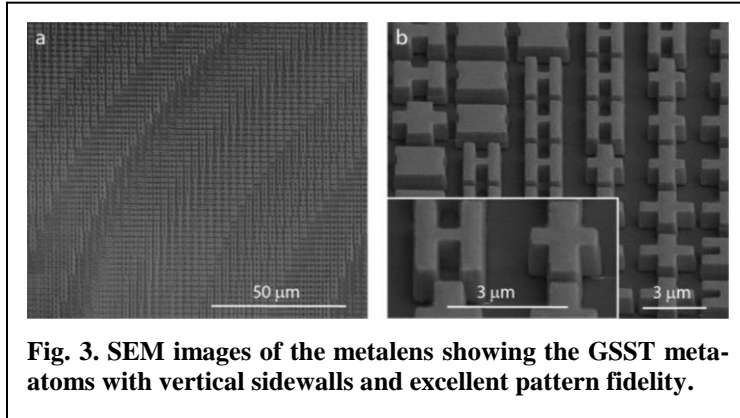 a
b
50 μm
3 μm
3 μm
Fig. 3. SEM images of the metalens showing the GSST meta-
atoms with vertical sidewalls and excellent pattern fidelity.